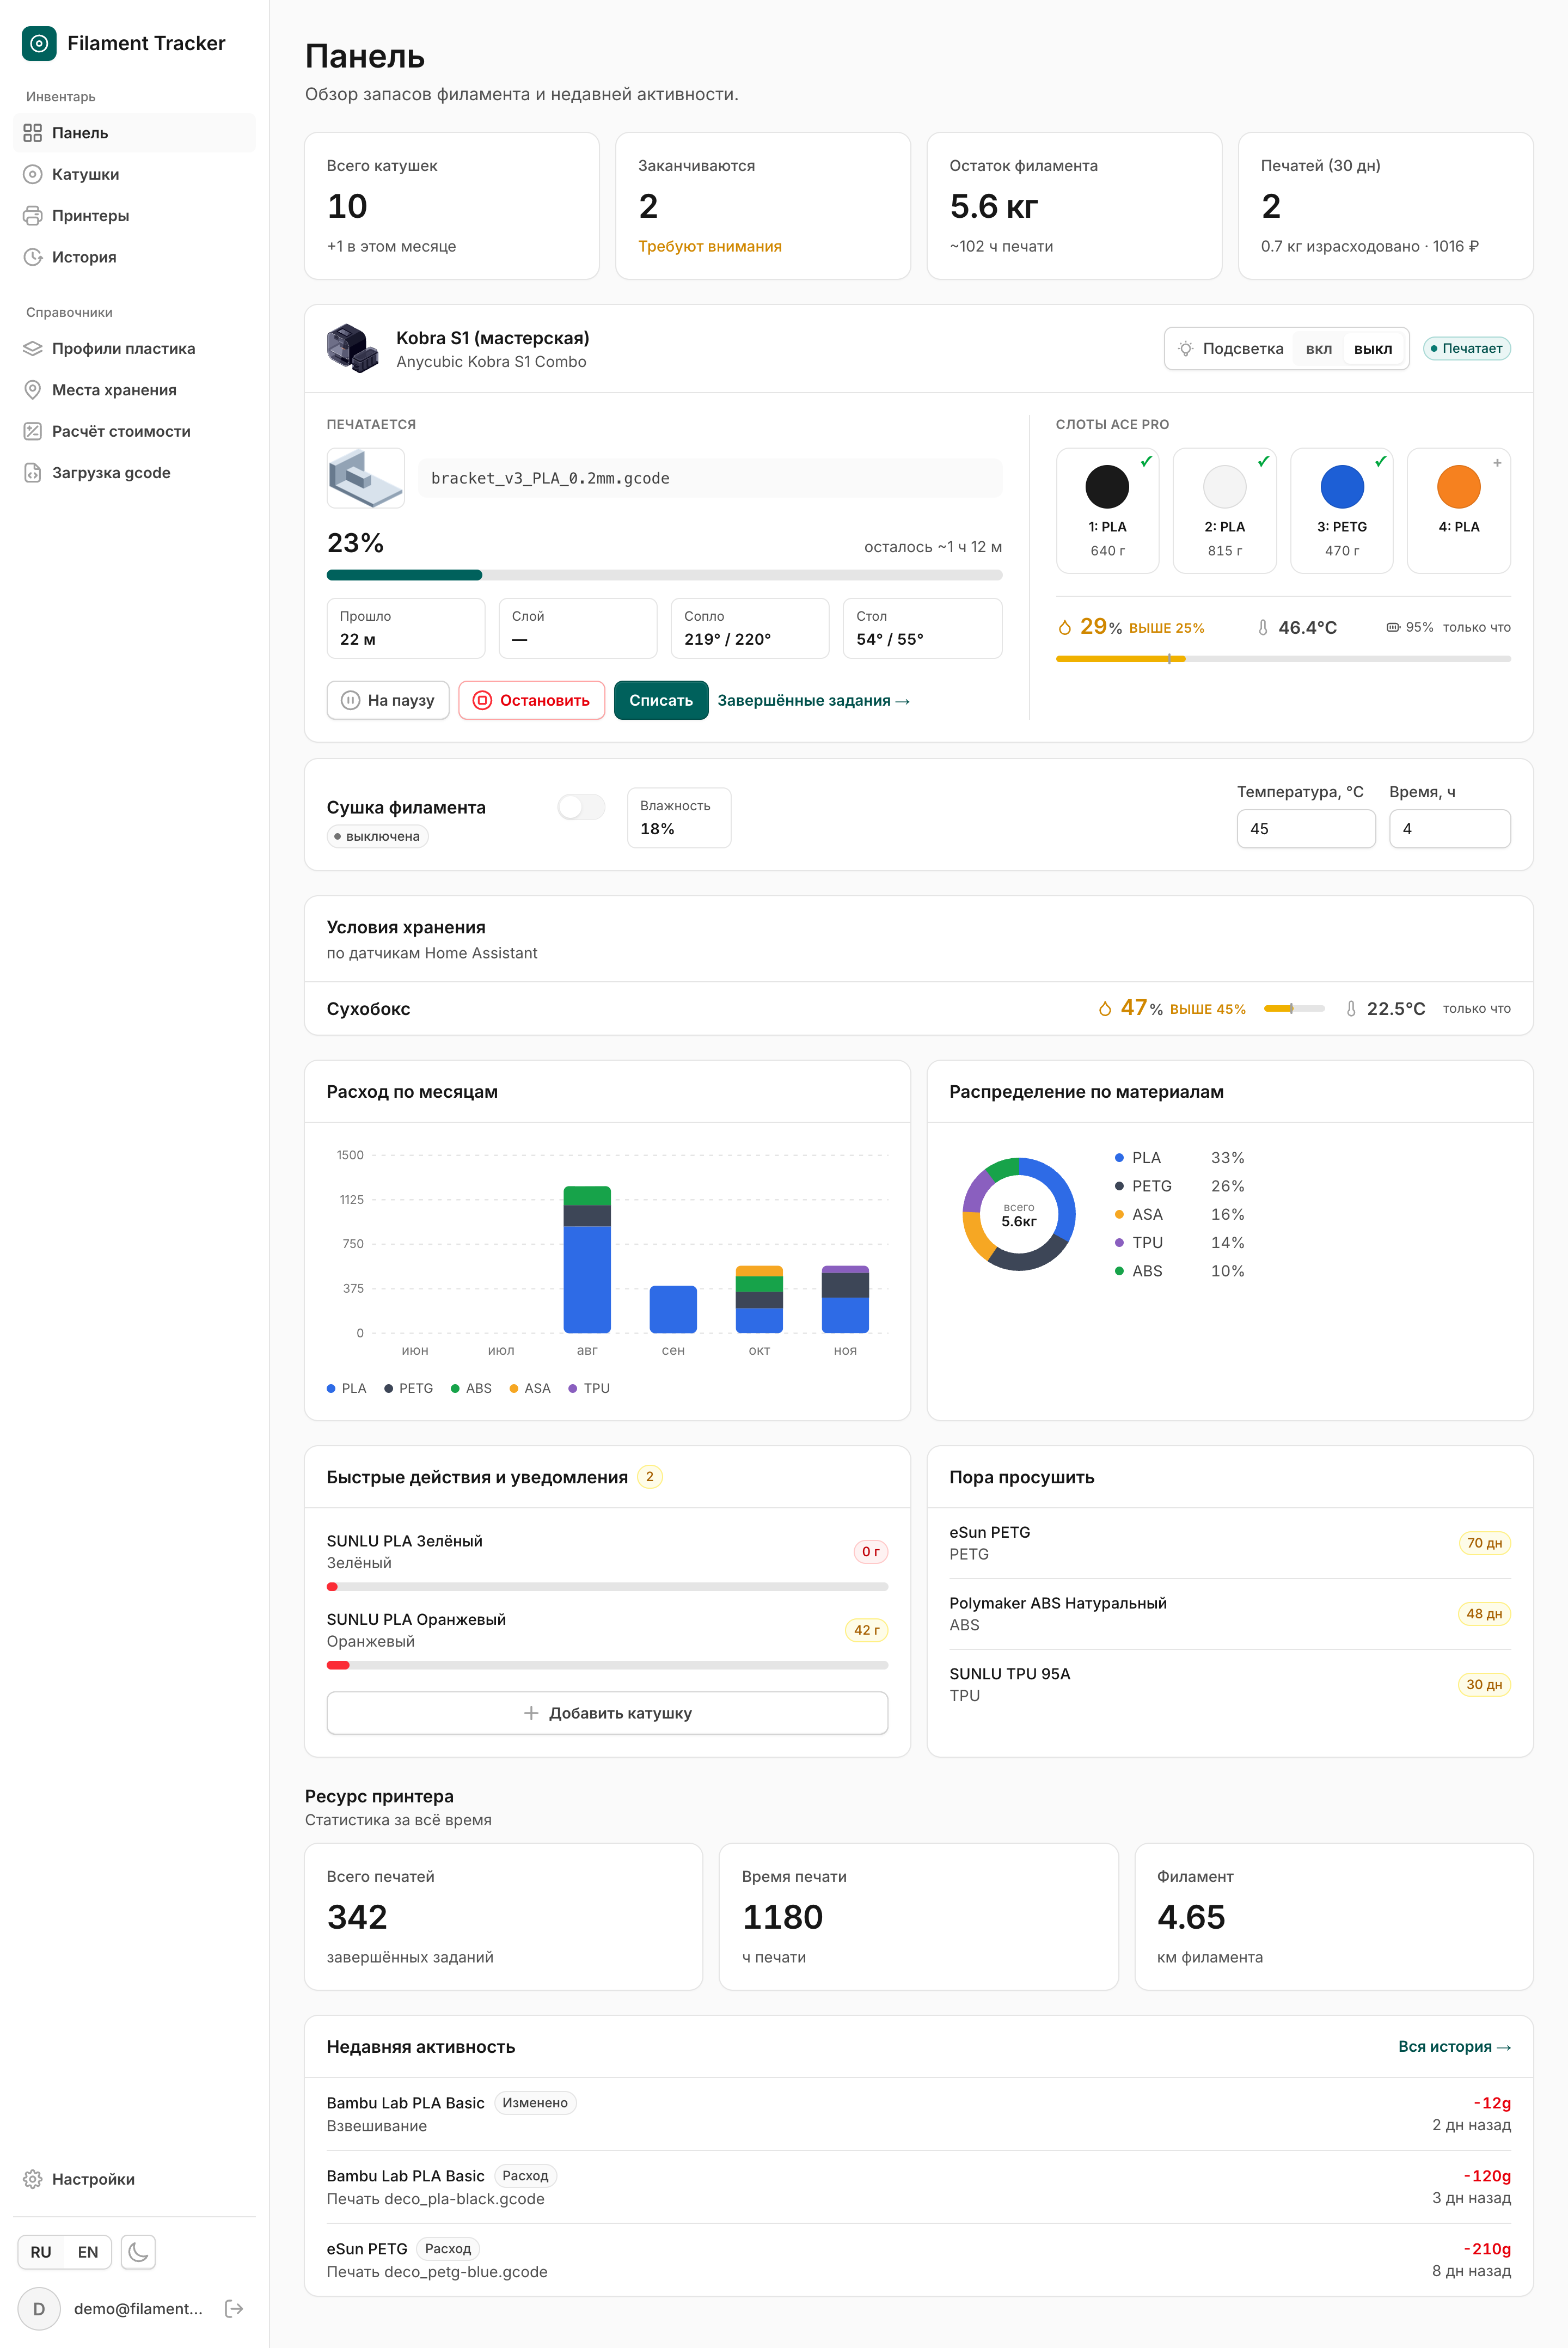 Filament Tracker
Инвентарь
Панель
Катушки
Принтеры
История
Справочники
Профили пластика
Места хранения
Расчёт стоимости
Загрузка gcode
Настройки
RU EN
D demo@filament...
Панель
Обзор запасов филамента и недавней активности.
Всего катушек
10
+1 в этом месяце
Заканчиваются
2
Требуют внимания
Остаток филамента
5.6 кг
~102 ч печати
Печатей (30 дн)
2
0.7 кг израсходовано · 1016 ₽
Kobra S1 (мастерская)
Anycubic Kobra S1 Combo
Подсветка вкл выкл
Печатает
ПЕЧАТАЕТСЯ
bracket_v3_PLA_0.2mm.gcode
23% осталось ~1 ч 12 м
Прошло
22 м
Слой
—
Сопло
219° / 220°
Стол
54° / 55°
На паузу Остановить Списать Завершённые задания →
СЛОТЫ ACE PRO
1: PLA
640 г
2: PLA
815 г
3: PETG
470 г
4: PLA
29% ВЫШЕ 25% 46.4°C 95% только что
Сушка филамента
выключена
Влажность
18%
Температура, °C
45
Время, ч
4
Условия хранения
по датчикам Home Assistant
Сухобокс 47% ВЫШЕ 45% 22.5°C только что
Расход по месяцам
1500
1125
750
375
0
июн июл авг сен окт ноя
PLA PETG ABS ASA TPU
Распределение по материалам
всего
5.6кг
PLA 33%
PETG 26%
ASA 16%
TPU 14%
ABS 10%
Быстрые действия и уведомления 2
SUNLU PLA Зелёный
Зелёный
0 г
SUNLU PLA Оранжевый
Оранжевый
42 г
Добавить катушку
Пора просушить
eSun PETG
PETG
70 дн
Polymaker ABS Натуральный
ABS
48 дн
SUNLU TPU 95A
TPU
30 дн
Ресурс принтера
Статистика за всё время
Всего печатей
342
завершённых заданий
Время печати
1180
ч печати
Филамент
4.65
км филамента
Недавняя активность Вся история →
Bambu Lab PLA Basic Изменено -12g
Взвешивание 2 дн назад
Bambu Lab PLA Basic Расход -120g
Печать deco_pla-black.gcode 3 дн назад
eSun PETG Расход -210g
Печать deco_petg-blue.gcode 8 дн назад